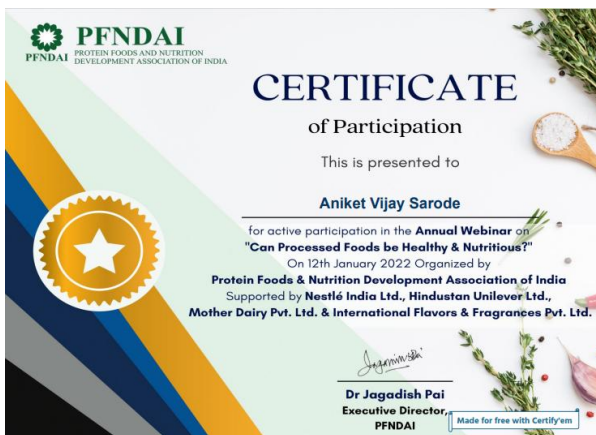 PFNDAI
PFNDAI
PROTEIN FOODS AND NUTRITION
DEVELOPMENT ASSOCIATION OF INDIA
CERTIFICATE
of Participation
This is presented to
Aniket Vijay Sarode
for active participation in the Annual Webinar on
"Can Processed Foods be Healthy & Nutritious?"
On 12th January 2022 Organized by
Protein Foods & Nutrition Development Association of India
Supported by Nestlé India Ltd., Hindustan Unilever Ltd.,
Mother Dairy Pvt. Ltd. & International Flavors & Fragrances Pvt. Ltd.
Dr Jagadish Pai
Executive Director,
PFNDAI
Made for free with Certify'em